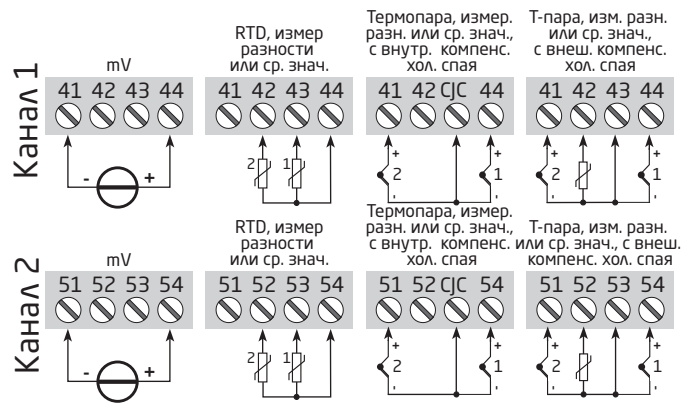 Канал 1
mV
41 42 43 44
- +
RTD, измер
разности
или ср. знач.
41 42 43 44
2 1
Термопара, измер.
разн. или ср. знач.,
с внутр. компенс.
хол. спая
41 42 CJC 44
+ +
2 1
- -
Т-пара, изм. разн.
или ср. знач.,
с внеш. компенс.
хол. спая
41 42 43 44
+ +
2 1
- -
Канал 2
mV
51 52 53 54
- +
RTD, измер
разности
или ср. знач.
51 52 53 54
2 1
Термопара, измер.
разн. или ср. знач.,
с внутр. компенс.
хол. спая
51 52 CJC 54
+ +
2 1
- -
Т-пара, изм. разн.
или ср. знач., с внеш.
компенс. хол. спая
51 52 53 54
+ +
2 1
- -